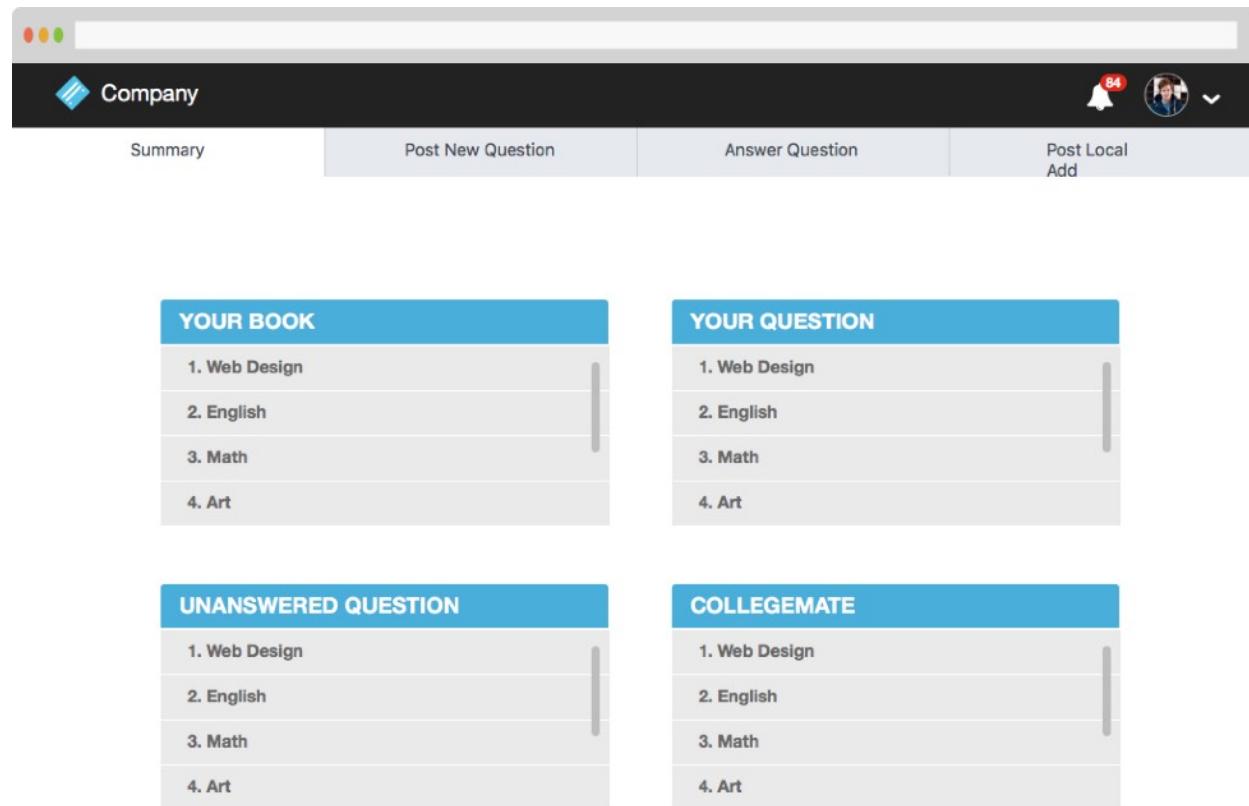 Company
84
Summary
Post New Question
Answer Question
Post Local
Add
YOUR BOOK
1. Web Design
2. English
3. Math
4. Art
YOUR QUESTION
1. Web Design
2. English
3. Math
4. Art
UNANSWERED QUESTION
1. Web Design
2. English
3. Math
4. Art
COLLEGEMATE
1. Web Design
2. English
3. Math
4. Art